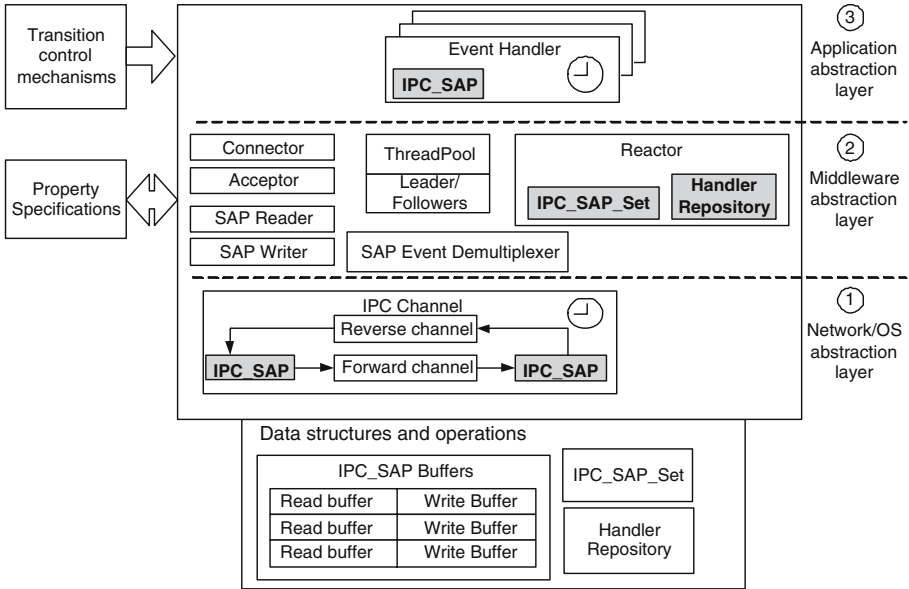 Transition
control
mechanisms
Event Handler
IPC_SAP
3
Application
abstraction
layer
Property
Specifications
Connector
Acceptor
SAP Reader
SAP Writer
ThreadPool
Leader/
Followers
SAP Event Demultiplexer
Reactor
IPC_SAP_Set
Handler
Repository
2
Middleware
abstraction
layer
IPC Channel
Reverse channel
IPC_SAP
Forward channel
IPC_SAP
1
Network/OS
abstraction
layer
Data structures and operations
IPC_SAP Buffers
Read buffer Write Buffer
Read buffer Write Buffer
Read buffer Write Buffer
IPC_SAP_Set
Handler
Repository